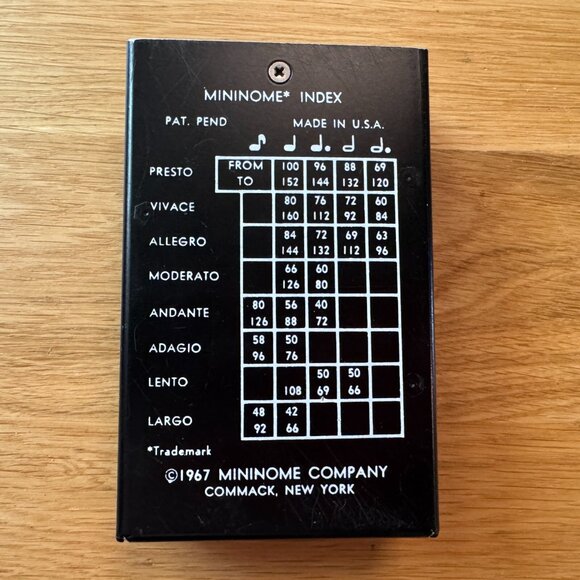 MININOME* INDEX
PAT. PEND MADE IN U.S.A.
♪ ♩ ♩. 𝅗𝅥 𝅗𝅥.
PRESTO FROM 100 96 88 69
TO 152 144 132 120
VIVACE 80 76 72 60
160 112 92 84
ALLEGRO 84 72 69 63
144 132 112 96
MODERATO 66 60
126 80
ANDANTE 80 56 40
126 88 72
ADAGIO 58 50
96 76
LENTO 50 50
108 69 66
LARGO 48 42
92 66
*Trademark
©1967 MININOME COMPANY
COMMACK, NEW YORK